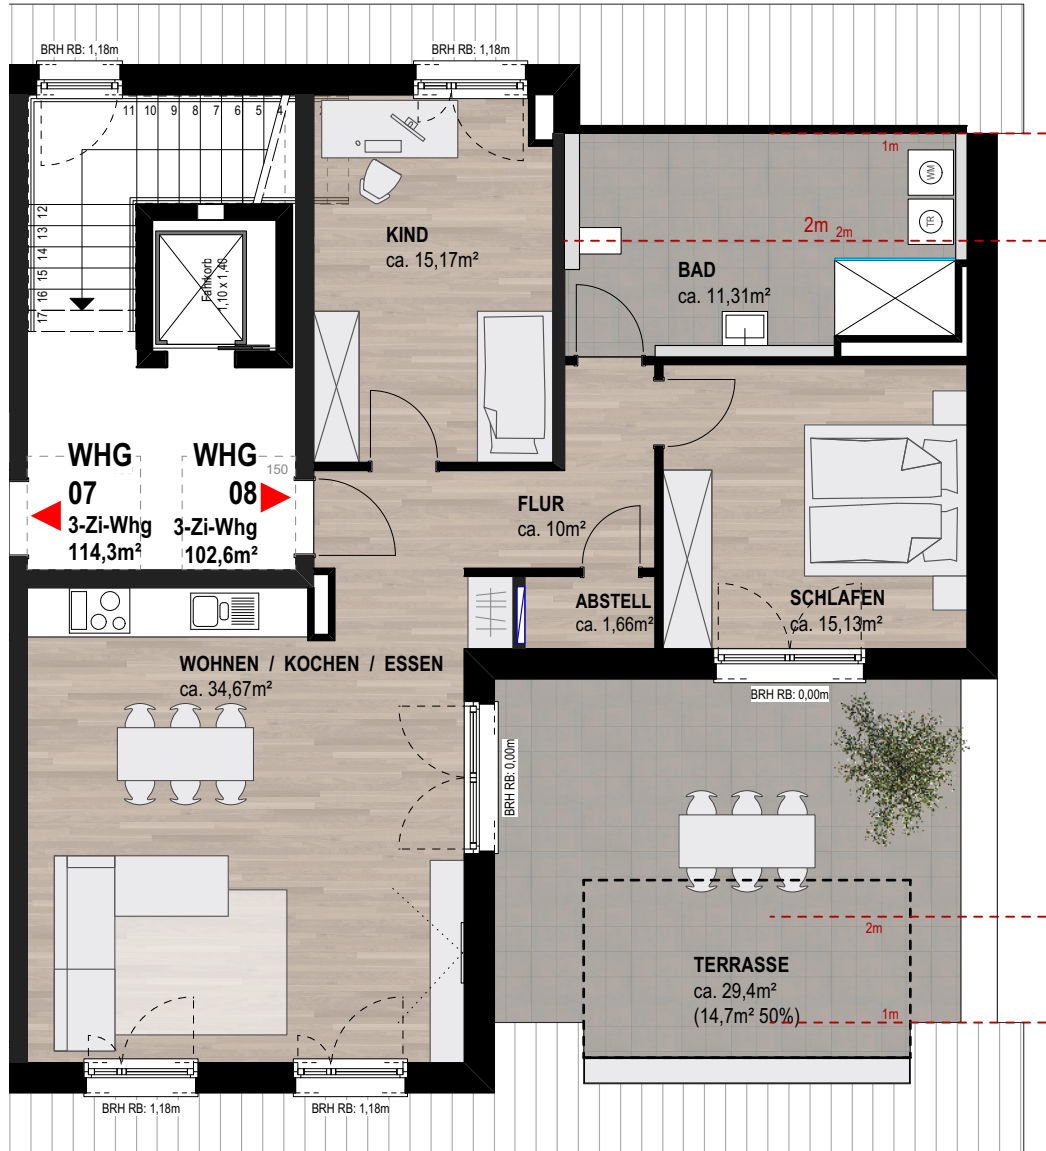 BRH RB: 1,18m
BRH RB: 1,18m
11 10 9 8 7 6 5 4
12
13
14
15
16
17
Fahrkorb
1,10 x 1,40
KIND
ca. 15,17m²
1m
WM
TR
2m 2m
BAD
ca. 11,31m²
WHG
07
3-Zi-Whg
114,3m²
WHG
150
08
3-Zi-Whg
102,6m²
FLUR
ca. 10m²
ABSTELL
ca. 1,66m²
SCHLAFEN
ca. 15,13m²
WOHNEN / KOCHEN / ESSEN
ca. 34,67m²
BRH RB: 0,00m
BRH RB: 0,00m
2m
TERRASSE
ca. 29,4m²
(14,7m² 50%)
1m
BRH RB: 1,18m
BRH RB: 1,18m